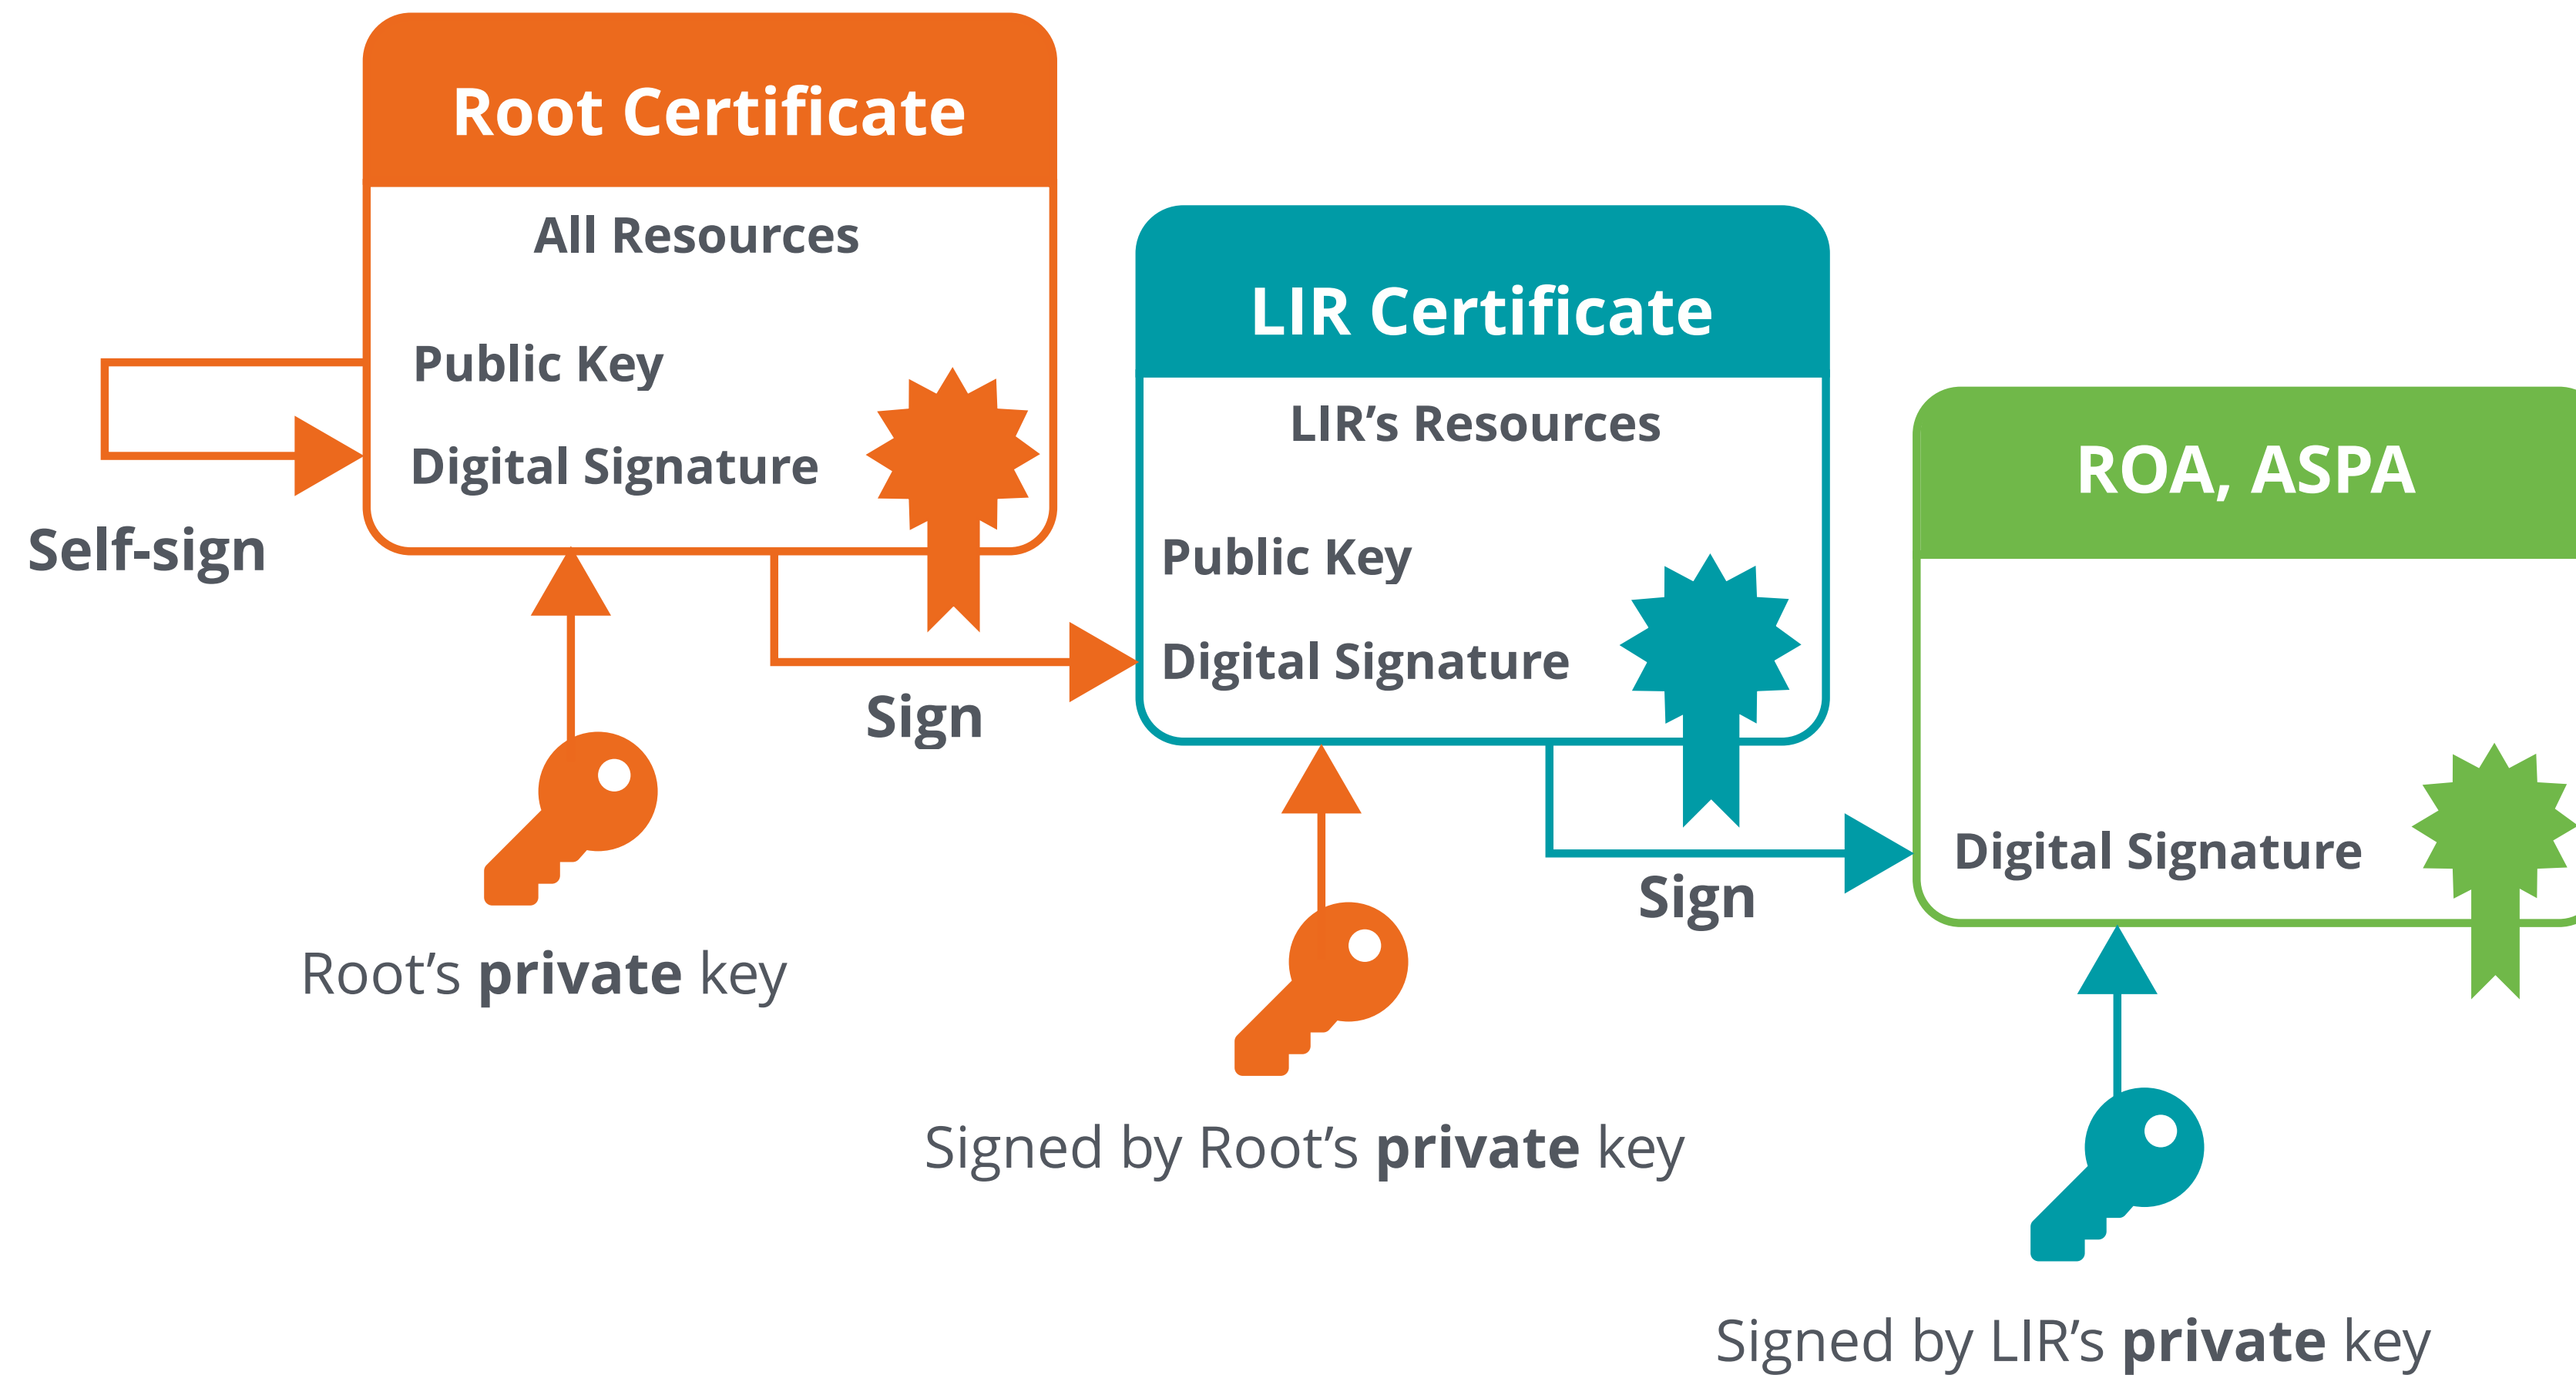 Root Certificate
All Resources
Public Key
Digital Signature
Self-sign
Root’s private key
Sign
LIR Certificate
LIR’s Resources
Public Key
Digital Signature
Signed by Root’s private key
Sign
ROA, ASPA
Digital Signature
Signed by LIR’s private key